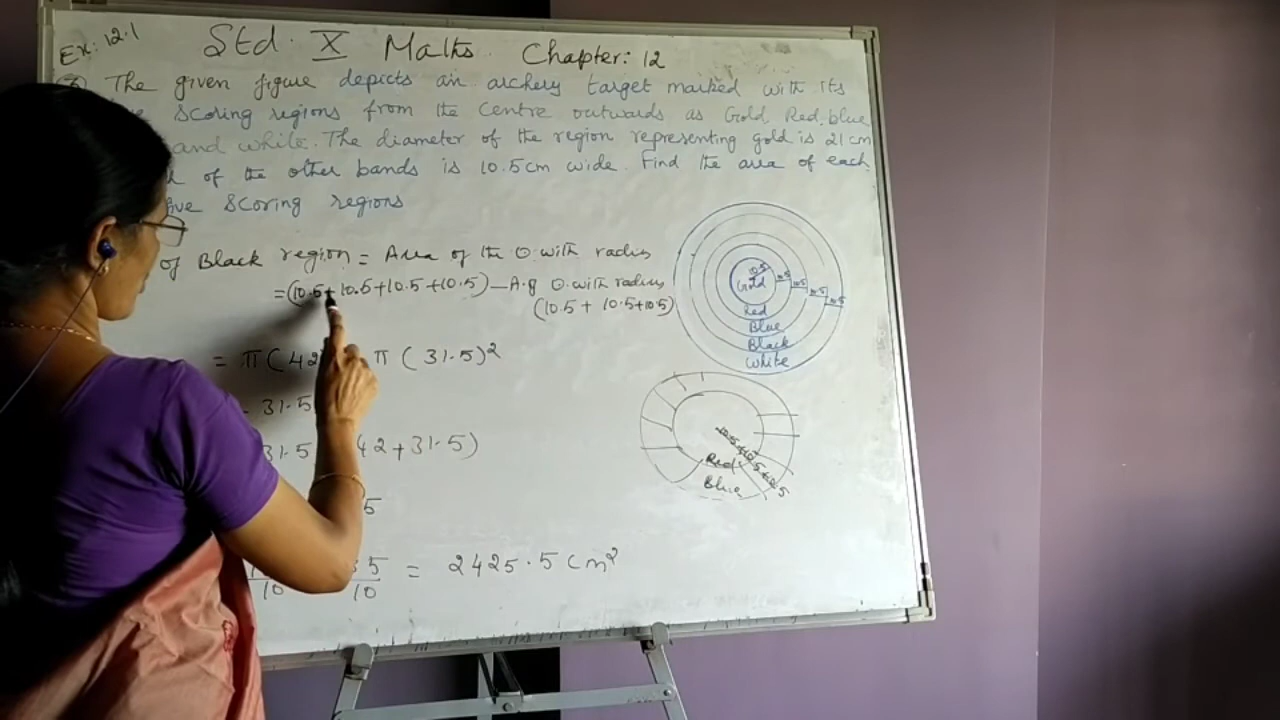 Ex: 12.1
Std. X Maths Chapter: 12
The given figure depicts an archery target marked with its
scoring regions from the centre outwards as Gold, Red, blue
and white. The diameter of the region representing gold is 21 cm
of the other bands is 10.5cm wide. Find the area of each
scoring regions
of Black region = Area of the ⊙ with radius
= (10.5+10.5+10.5+10.5) – A.of ⊙ with radius
(10.5 + 10.5+10.5)
= π(42 π (31.5)²
31.5
31.5 42+31.5)
5
10 10 = 2425.5 cm²
10.5
Gold
10.5
10.5
10.5
10.5
Red
Blue
Black
White
10.5+10.5+10.5
Red
Blue